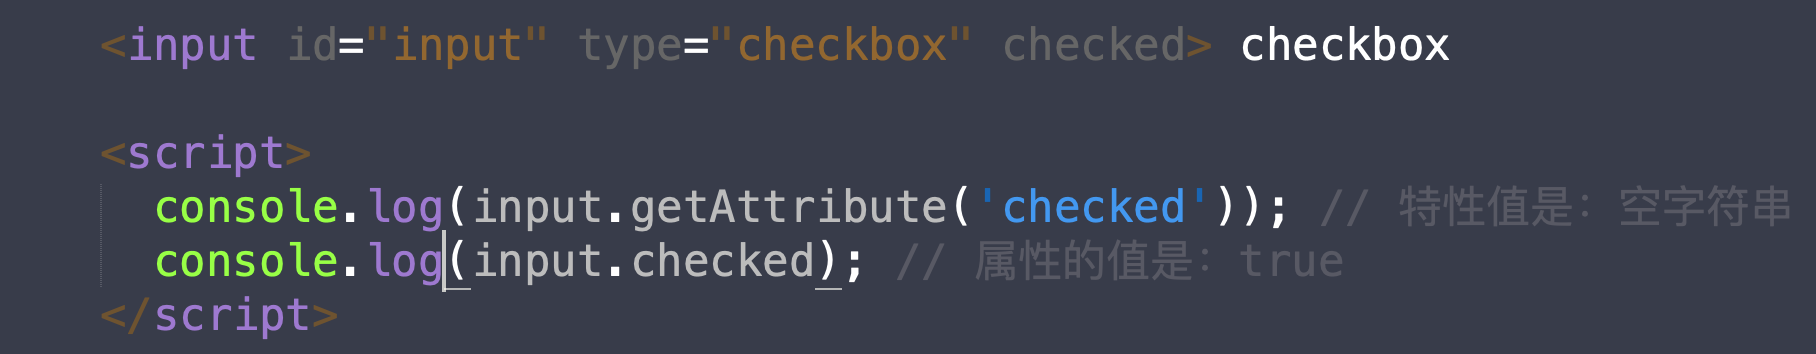 <input id="input" type="checkbox" checked> checkbox
<script>
console.log(input.getAttribute('checked')); // 特性值是：空字符串
console.log(input.checked); // 属性的值是：true
</script>